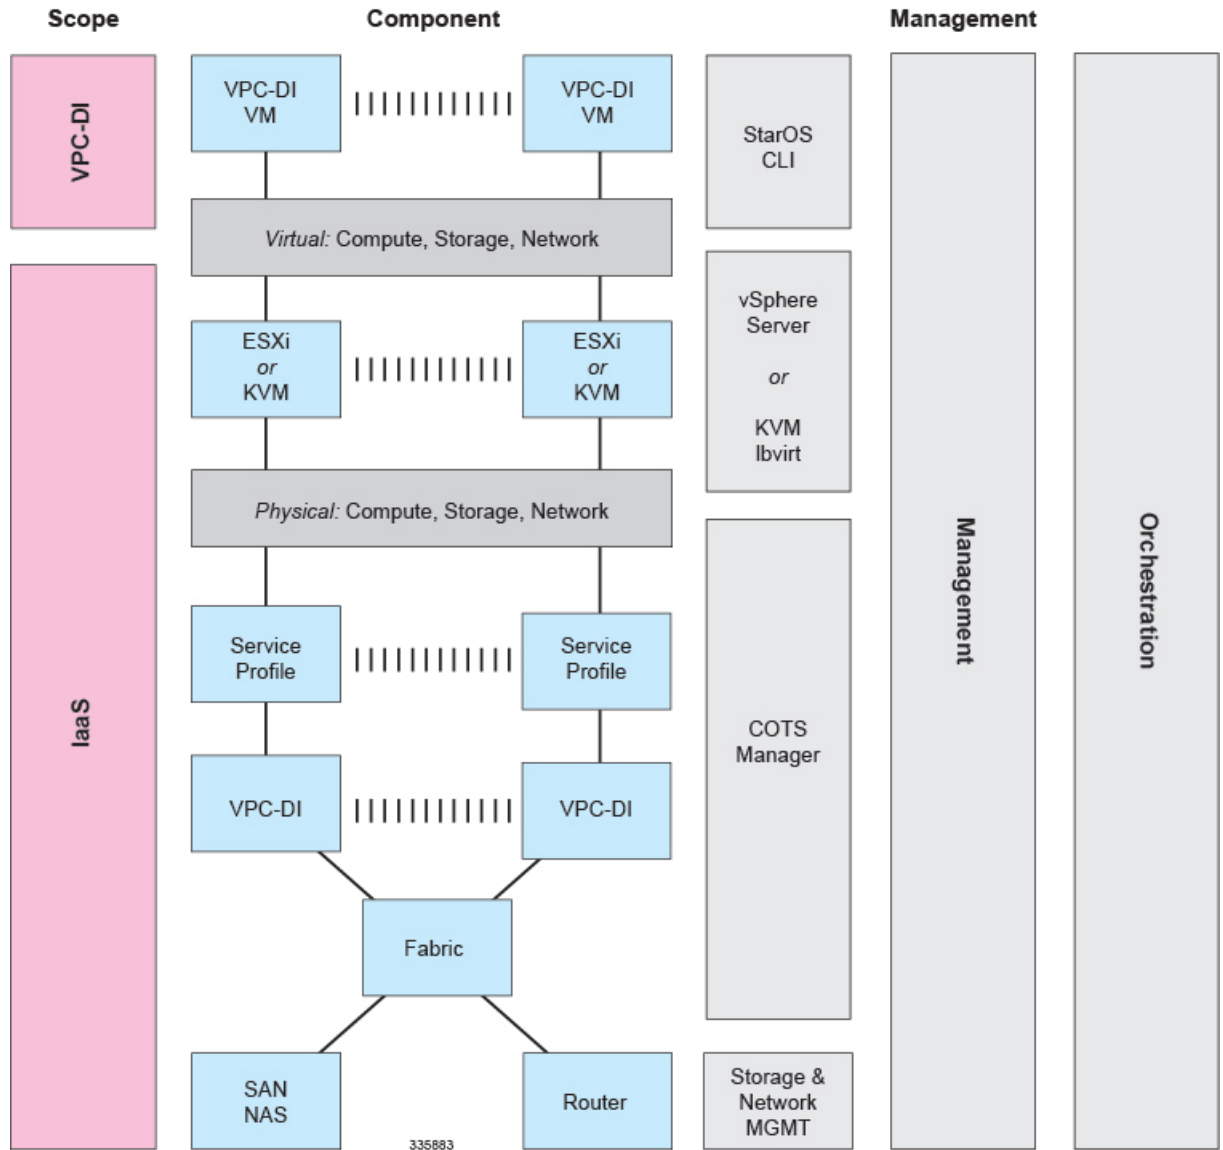 Scope
Component
Management
VPC-DI
VPC-DI
VM
VPC-DI
VM
StarOS
CLI
Virtual: Compute, Storage, Network
IaaS
ESXi
or
KVM
ESXi
or
KVM
vSphere
Server
or
KVM
lbvirt
Physical: Compute, Storage, Network
Service
Profile
Service
Profile
COTS
Manager
VPC-DI
VPC-DI
Fabric
SAN
NAS
Router
Storage &
Network
MGMT
Management
Orchestration
335883